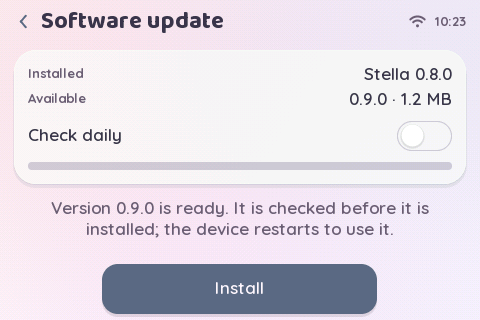 Software update
10:23
Installed
Stella 0.8.0
Available
0.9.0 · 1.2 MB
Check daily
Version 0.9.0 is ready. It is checked before it is
installed; the device restarts to use it.
Install